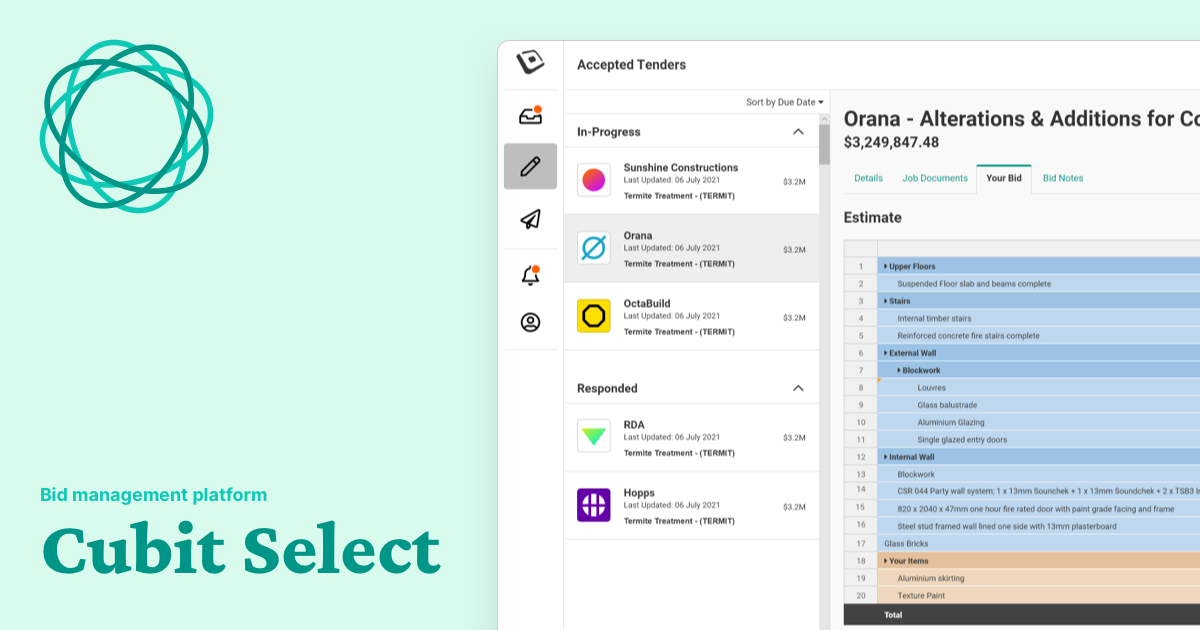 Bid management platform
Cubit Select
Accepted Tenders
Sort by Due Date
In-Progress
Sunshine Constructions
Last Updated: 06 July 2021
$3.2M
Termite Treatment - (TERMIT)
Orana
Last Updated: 06 July 2021
$3.2M
Termite Treatment - (TERMIT)
OctaBuild
Last Updated: 06 July 2021
$3.2M
Termite Treatment - (TERMIT)
Responded
RDA
Last Updated: 06 July 2021
$3.2M
Termite Treatment - (TERMIT)
Hopps
Last Updated: 06 July 2021
$3.2M
Termite Treatment - (TERMIT)
Orana - Alterations & Additions for Co
$3,249,847.48
Details Job Documents Your Bid Bid Notes
Estimate
1 Upper Floors
2 Suspended Floor slab and beams complete
3 Stairs
4 Internal timber stairs
5 Reinforced concrete fire stairs complete
6 External Wall
7 Blockwork
8 Louvres
9 Glass balustrade
10 Aluminium Glazing
11 Single glazed entry doors
12 Internal Wall
13 Blockwork
14 CSR 044 Party wall system; 1 x 13mm Sounchek + 1 x 13mm Soundchek + 2 x TSB3 In
15 820 x 2040 x 47mm one hour fire rated door with paint grade facing and frame
16 Steel stud framed wall lined one side with 13mm plasterboard
17 Glass Bricks
18 Your Items
19 Aluminium skirting
20 Texture Paint
Total